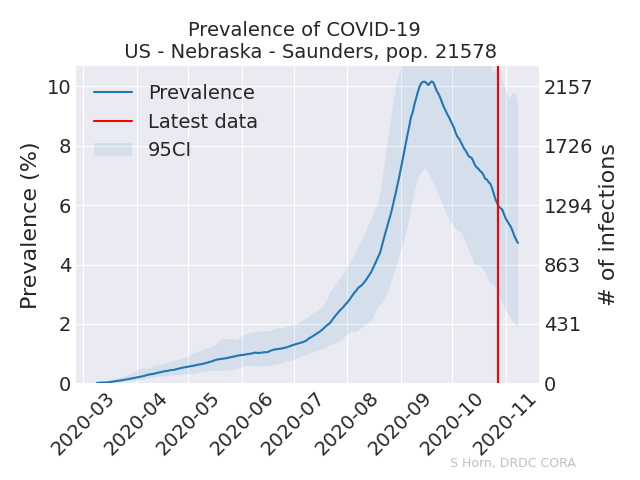 Prevalence of COVID-19
US - Nebraska - Saunders, pop. 21578
Prevalence
Latest data
95CI
Prevalence (%)
10
8
6
4
2
0
2157
1726
1294
863
431
0
# of infections
2020-03
2020-04
2020-05
2020-06
2020-07
2020-08
2020-09
2020-10
2020-11
S Horn, DRDC CORA